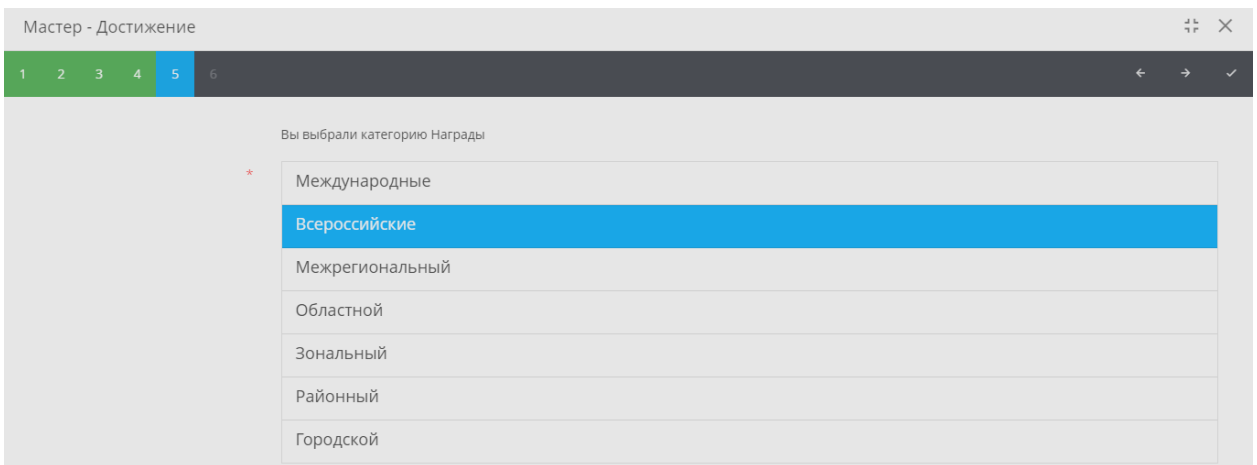 Мастер - Достижение
1 2 3 4 5 6
Вы выбрали категорию Награды
* Международные
Всероссийские
Межрегиональный
Областной
Зональный
Районный
Городской